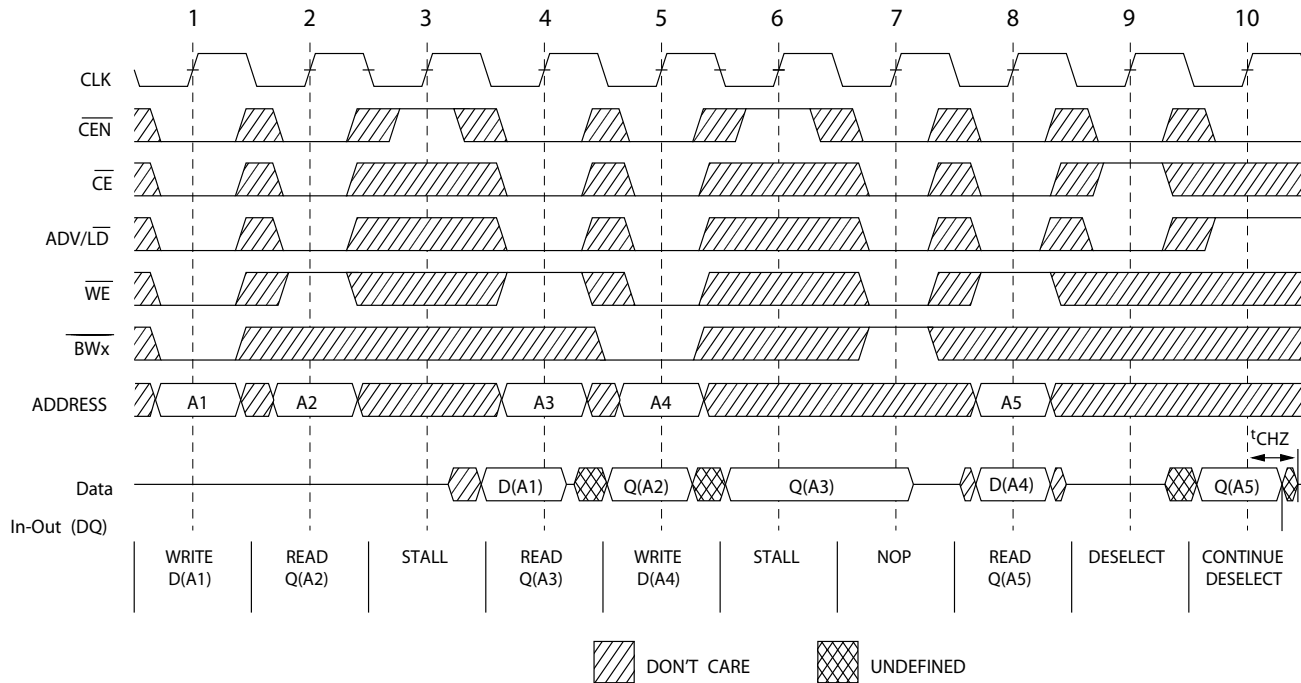 1 2 3 4 5 6 7 8 9 10
CLK
CEN
CE
ADV/LD
WE
BWx
ADDRESS A1 A2 A3 A4 A5
tCHZ
Data D(A1) Q(A2) Q(A3) D(A4) Q(A5)
In-Out (DQ)
WRITE READ STALL READ WRITE STALL NOP READ DESELECT CONTINUE
D(A1) Q(A2) Q(A3) D(A4) Q(A5) DESELECT
DON'T CARE UNDEFINED